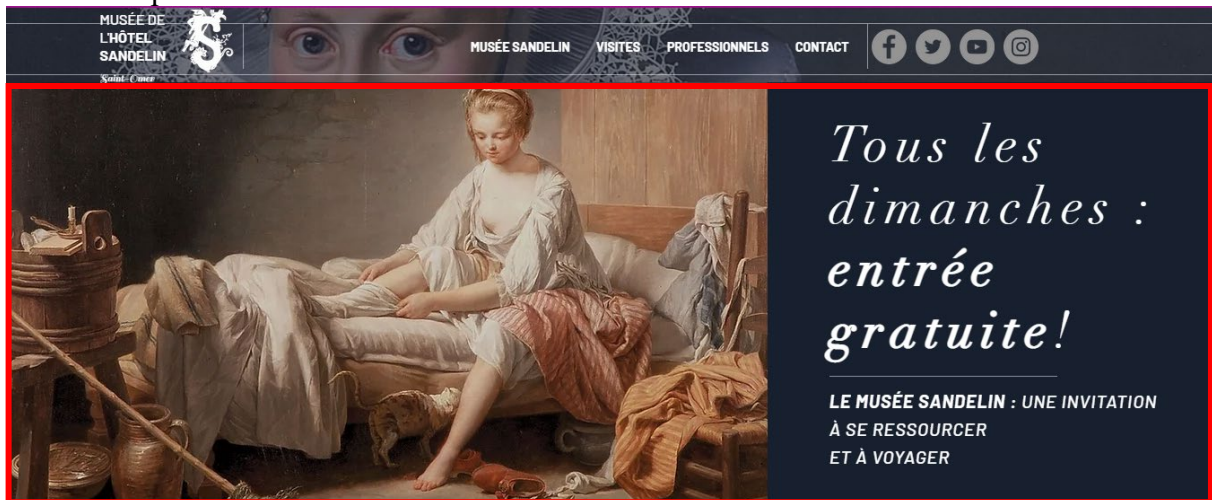 MUSÉE DE
L'HÔTEL
SANDELIN
Saint-Omer
MUSÉE SANDELIN VISITES PROFESSIONNELS CONTACT
Tous les
dimanches :
entrée
gratuite!
LE MUSÉE SANDELIN : UNE INVITATION
À SE RESSOURCER
ET À VOYAGER